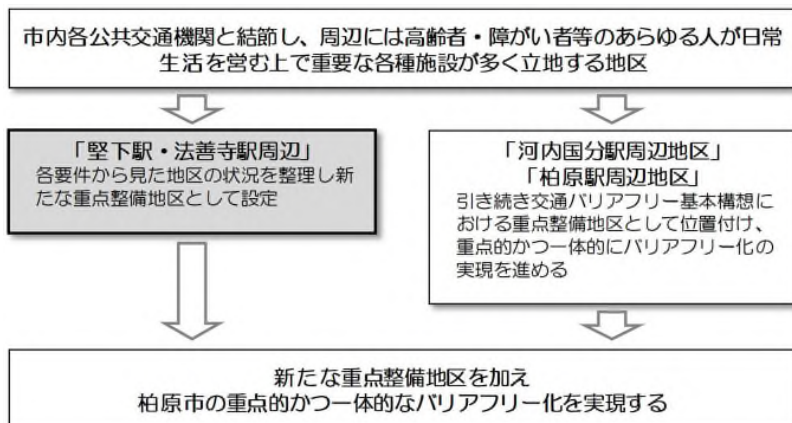 市内各公共交通機関と結節し、周辺には高齢者・障がい者等のあらゆる人が日常
生活を営む上で重要な各種施設が多く立地する地区
「堅下駅・法善寺駅周辺」
各要件から見た地区の状況を整理し新
たな重点整備地区として設定
「河内国分駅周辺地区」
「柏原駅周辺地区」
引き続き交通バリアフリー基本構想に
おける重点整備地区として位置付け、
重点的かつ一体的にバリアフリー化の
実現を進める
新たな重点整備地区を加え
柏原市の重点的かつ一体的なバリアフリー化を実現する